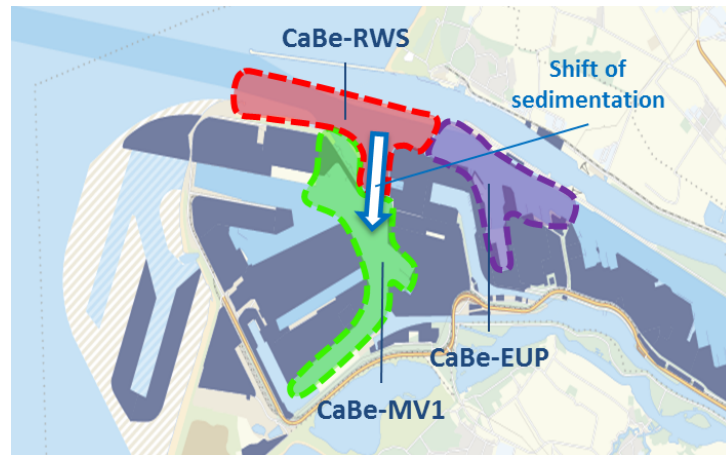 CaBe-RWS
Shift of
sedimentation
CaBe-EUP
CaBe-MV1